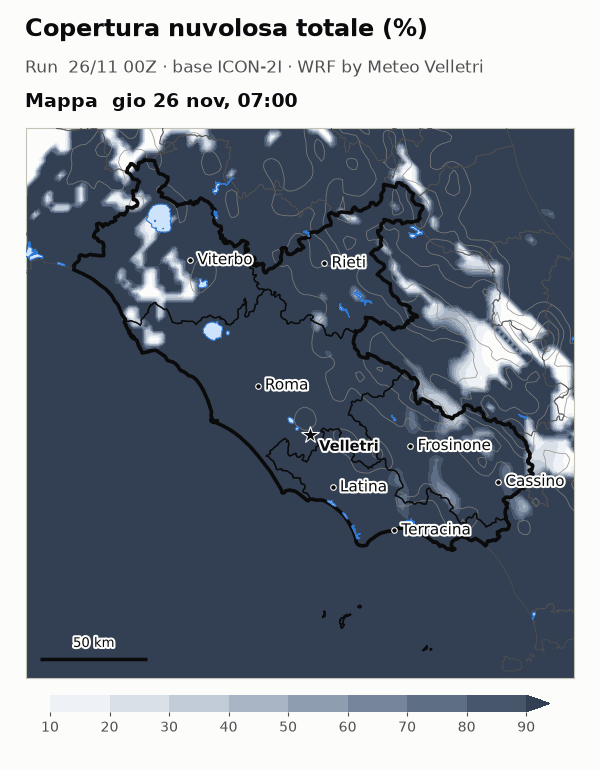 Copertura nuvolosa totale (%)
Run  26/11 00Z · base ICON-2I · WRF by Meteo Velletri
Mappa  gio 26 nov, 07:00
Viterbo
Rieti
Roma
Velletri
Frosinone
Latina
Cassino
Terracina
50 km
10 20 30 40 50 60 70 80 90